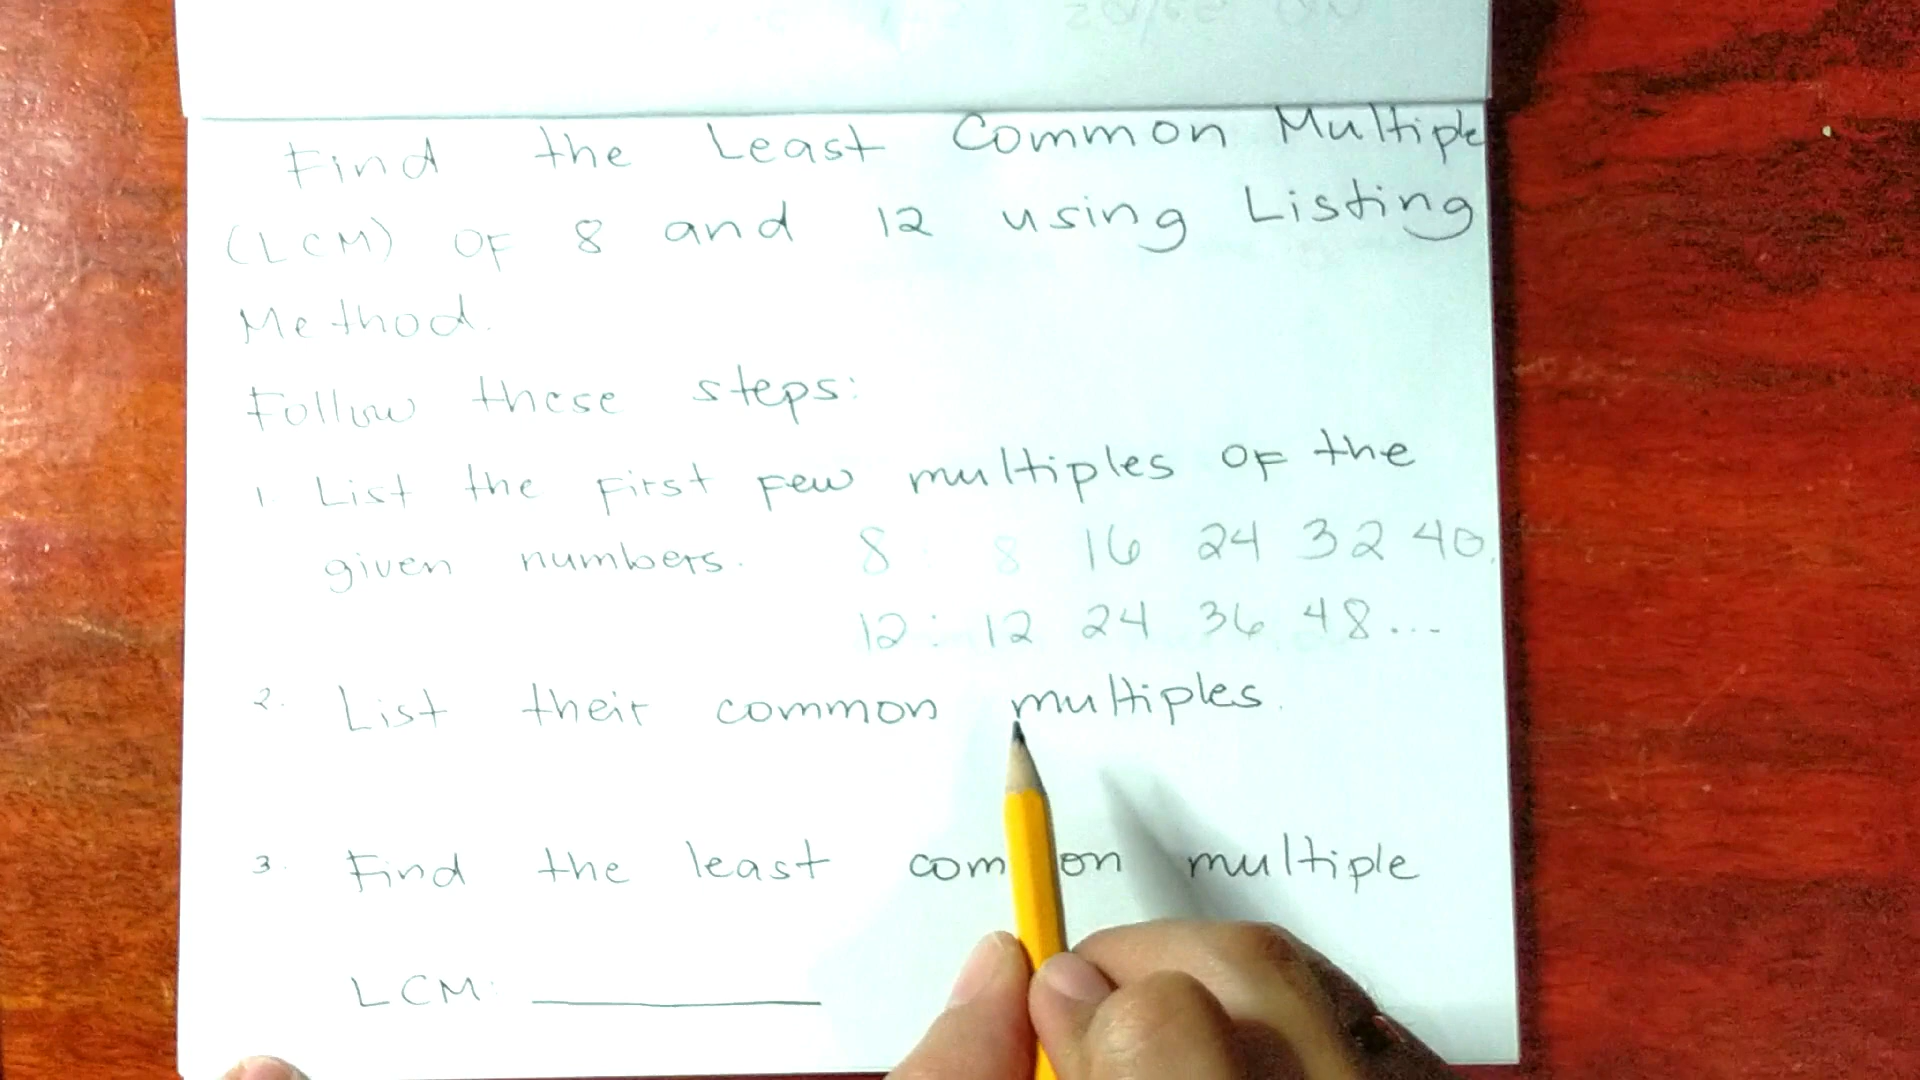 Find the Least Common Multiple
(LCM) OF 8 and 12 using Listing
Method.
Follow these steps:
1. List the first few multiples of the
given numbers. 8: 8 16 24 32 40.
12: 12 24 36 48...
2. List their common multiples.
3. Find the least common multiple
LCM: